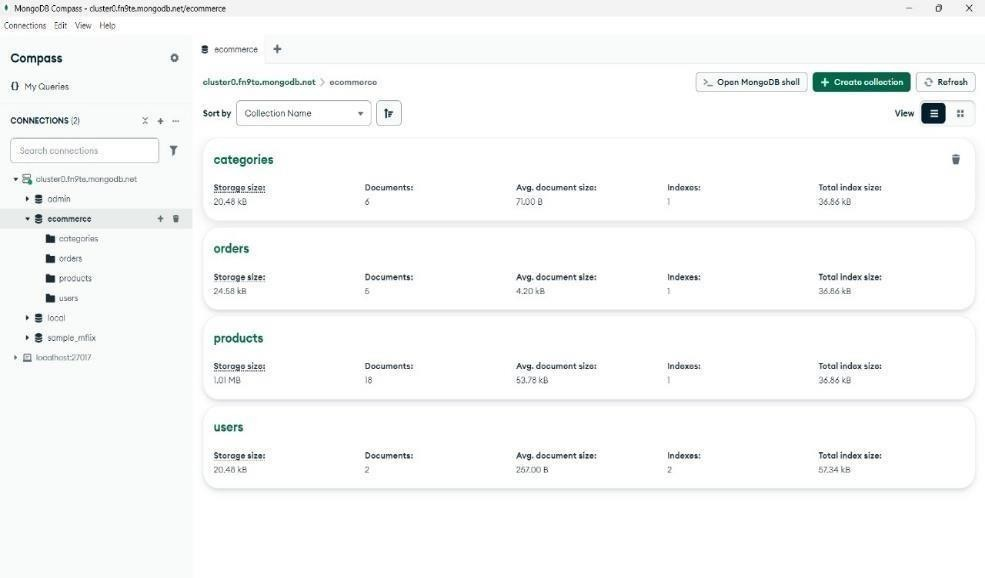 MongoDB Compass - cluster0.fn9te.mongodb.net/ecommerce
Connections Edit View Help
Compass
ecommerce
My Queries
cluster0.fn9te.mongodb.net > ecommerce
>_ Open MongoDB shell
+ Create collection
Refresh
CONNECTIONS (2)
Sort by
Collection Name
View
Search connections
cluster0.fn9te.mongodb.net
admin
ecommerce
categories
orders
products
users
local
sample_mflix
localhost:27017
categories
Storage size: Documents: Avg. document size: Indexes: Total index size:
20.48 kB 6 71.00 B 1 36.86 kB
orders
Storage size: Documents: Avg. document size: Indexes: Total index size:
24.58 kB 5 4.20 kB 1 36.86 kB
products
Storage size: Documents: Avg. document size: Indexes: Total index size:
1.01 MB 18 53.78 kB 1 36.86 kB
users
Storage size: Documents: Avg. document size: Indexes: Total index size:
20.48 kB 2 257.00 B 2 57.34 kB